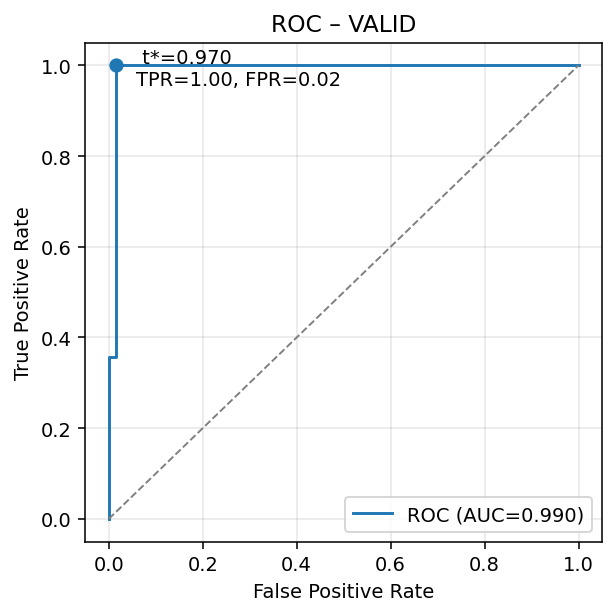 ROC – VALID
t*=0.970
TPR=1.00, FPR=0.02
True Positive Rate
1.0
0.8
0.6
0.4
0.2
0.0
ROC (AUC=0.990)
0.0 0.2 0.4 0.6 0.8 1.0
False Positive Rate